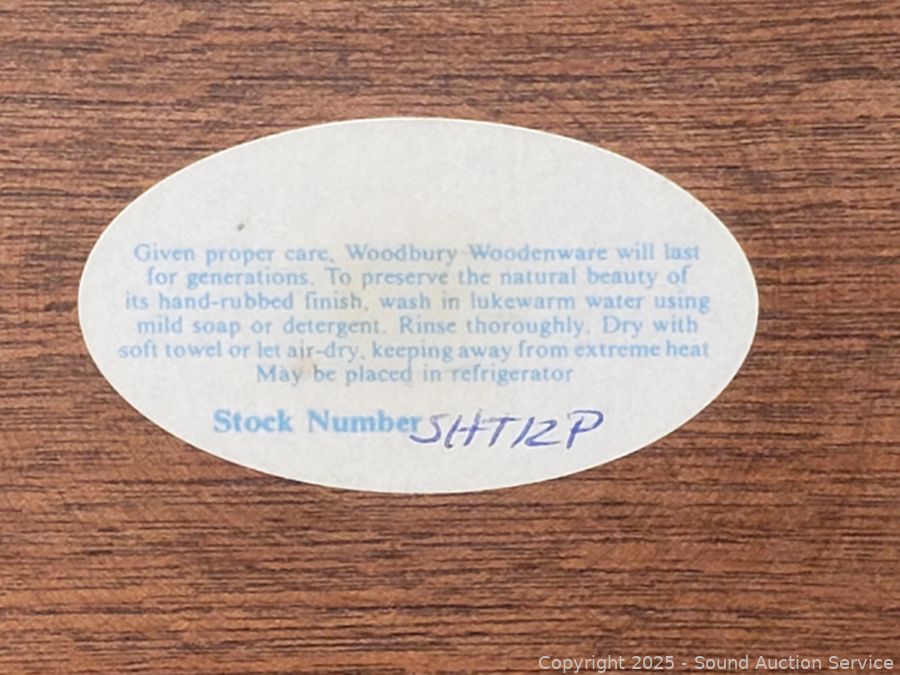 Given proper care, Woodbury Woodenware will last
for generations. To preserve the natural beauty of
its hand-rubbed finish, wash in lukewarm water using
mild soap or detergent. Rinse thoroughly. Dry with
soft towel or let air-dry, keeping away from extreme heat
May be placed in refrigerator
Stock Number SHT12P
Copyright 2025 - Sound Auction Service